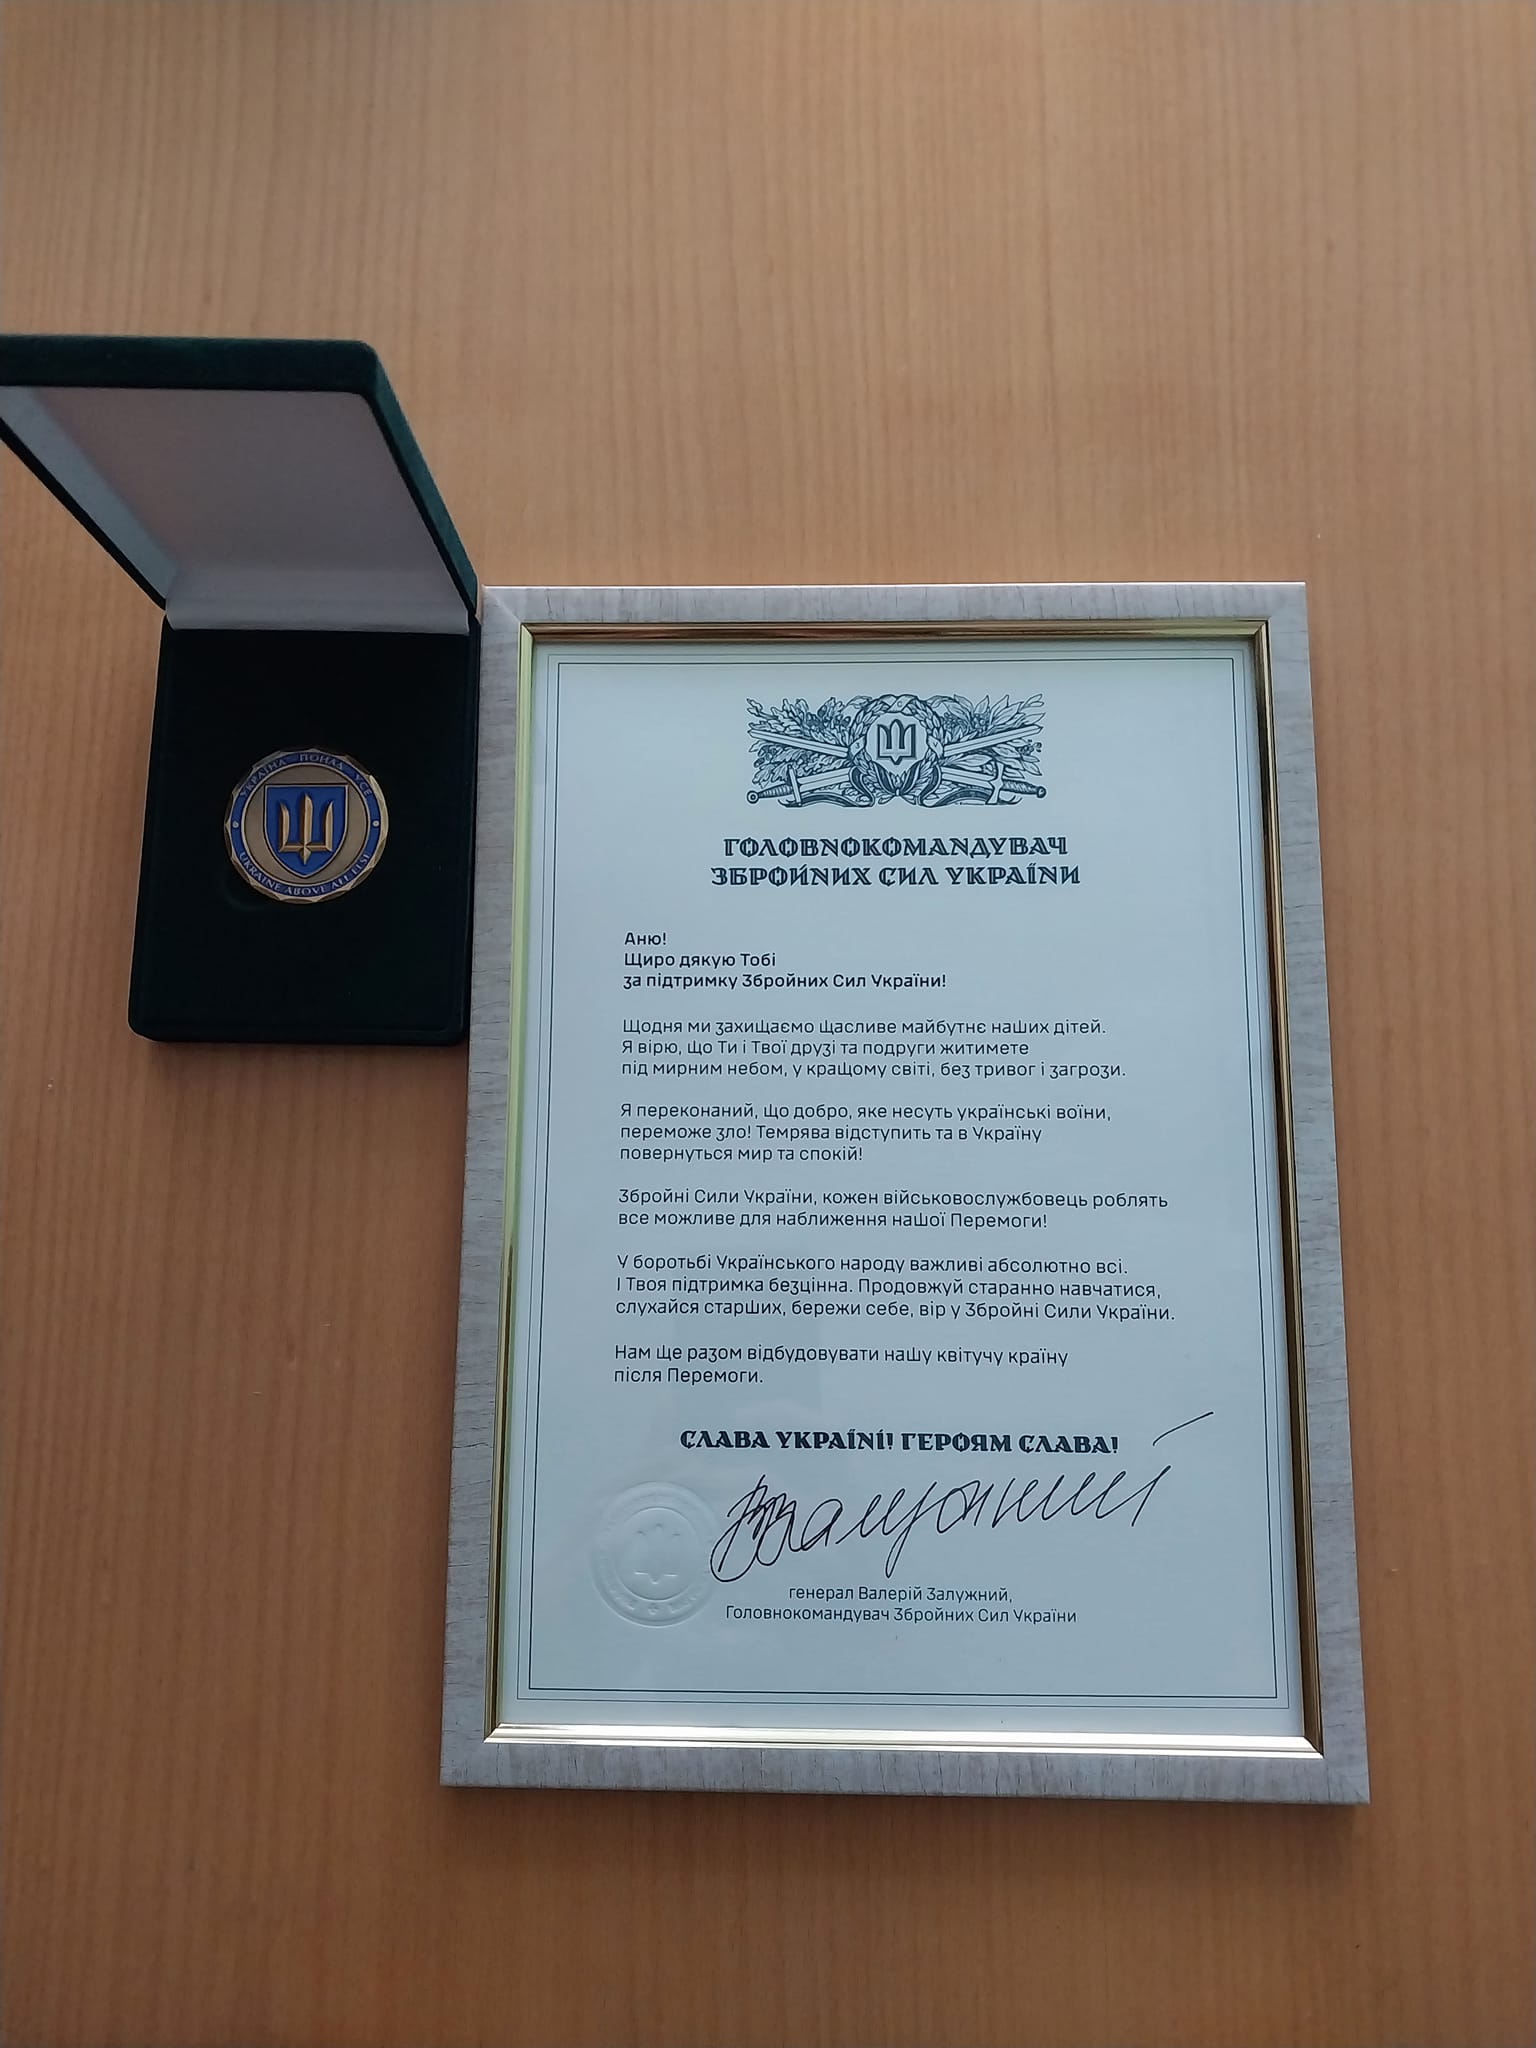 УКРАЇНА ПОНАД УСЕ
UKRAINE ABOVE ALL ELSE
ГОЛОВНОКОМАНДУВАЧ
ЗБРОЙНИХ СИЛ УКРАЇНИ
Аню!
Щиро дякую Тобі
за підтримку Збройних Сил України!
Щодня ми захищаємо щасливе майбутнє наших дітей.
Я вірю, що Ти і Твої друзі та подруги житимете
під мирним небом, у кращому світі, без тривог і загрози.
Я переконаний, що добро, яке несуть українські воїни,
переможе зло! Темрява відступить та в Україну
повернуться мир та спокій!
Збройні Сили України, кожен військовослужбовець роблять
все можливе для наближення нашої Перемоги!
У боротьбі Українського народу важливі абсолютно всі.
І Твоя підтримка безцінна. Продовжуй старанно навчатися,
слухайся старших, бережи себе, вір у Збройні Сили України.
Нам ще разом відбудовувати нашу квітучу країну
після Перемоги.
СЛАВА УКРАЇНІ! ГЕРОЯМ СЛАВА!
генерал Валерій Залужний,
Головнокомандувач Збройних Сил України